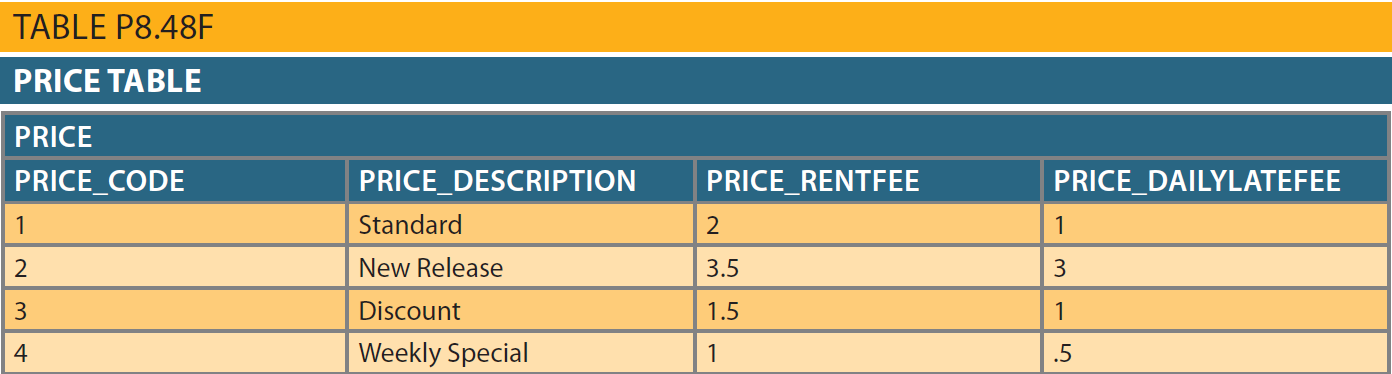 TABLE P8.48F
PRICE TABLE
PRICE
PRICE_CODE PRICE_DESCRIPTION PRICE_RENTFEE PRICE_DAILYLATEFEE
1 Standard 2 1
2 New Release 3.5 3
3 Discount 1.5 1
4 Weekly Special 1 .5